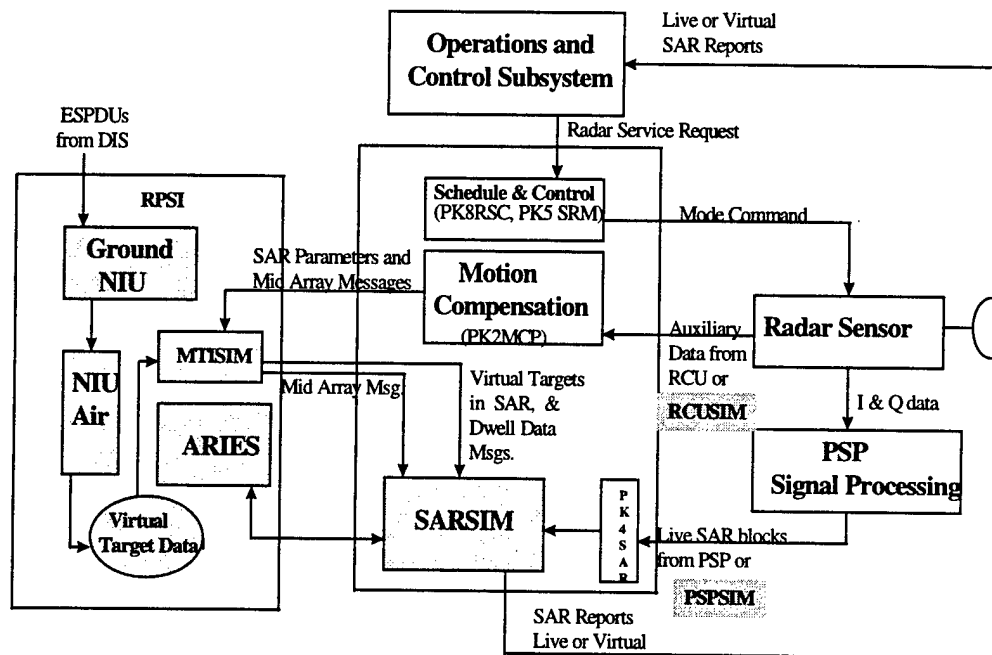 Live or Virtual
SAR Reports
Operations and
Control Subsystem
ESPDUs
from DIS
Radar Service Request
RPSI
Schedule & Control
(PK8RSC, PK5 SRM)
Mode Command
Ground
NIU
SAR Parameters and
Mid Array Messages
Motion
Compensation
(PK2MCP)
Radar Sensor
Auxiliary
Data from
RCU or
RCUSIM
MTISIM
NIU
Air
Mid Array Msg.
Virtual Targets
in SAR, &
Dwell Data
Msgs.
I & Q data
ARIES
PSP
Signal Processing
SARSIM
P
K
4
S
A
R
Virtual
Target Data
Live SAR blocks
from PSP or
PSPSIM
SAR Reports
Live or Virtual